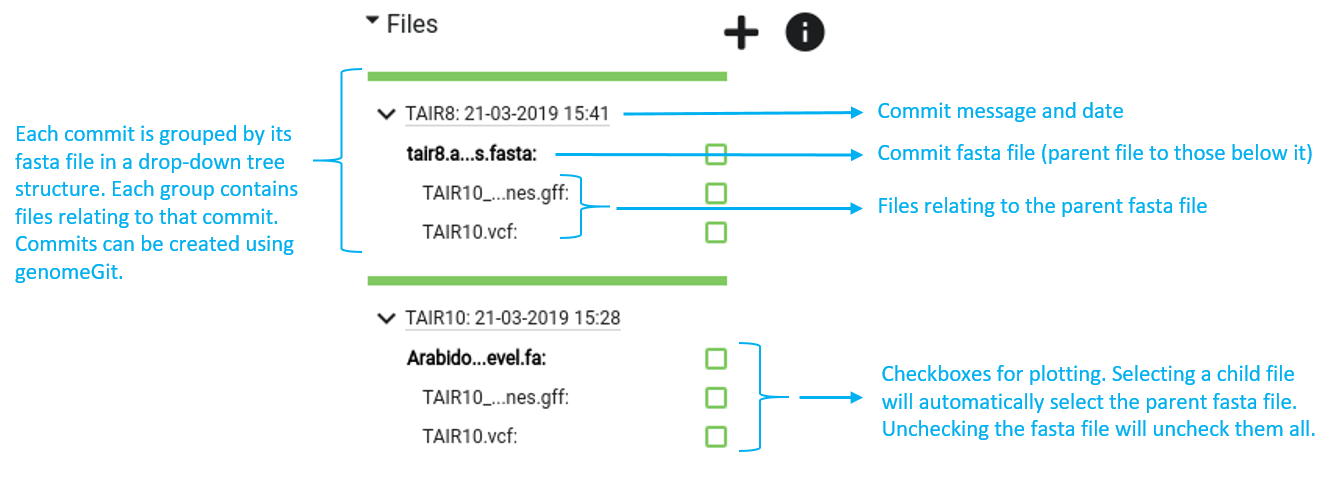 Files
TAIR8: 21-03-2019 15:41
Commit message and date
Each commit is grouped by its
fasta file in a drop-down tree
structure. Each group contains
files relating to that commit.
Commits can be created using
genomeGit.
tair8.a...s.fasta:
Commit fasta file (parent file to those below it)
TAIR10_...nes.gff:
Files relating to the parent fasta file
TAIR10.vcf:
TAIR10: 21-03-2019 15:28
Arabido...evel.fa:
TAIR10_...nes.gff:
TAIR10.vcf:
Checkboxes for plotting. Selecting a child file
will automatically select the parent fasta file.
Unchecking the fasta file will uncheck them all.